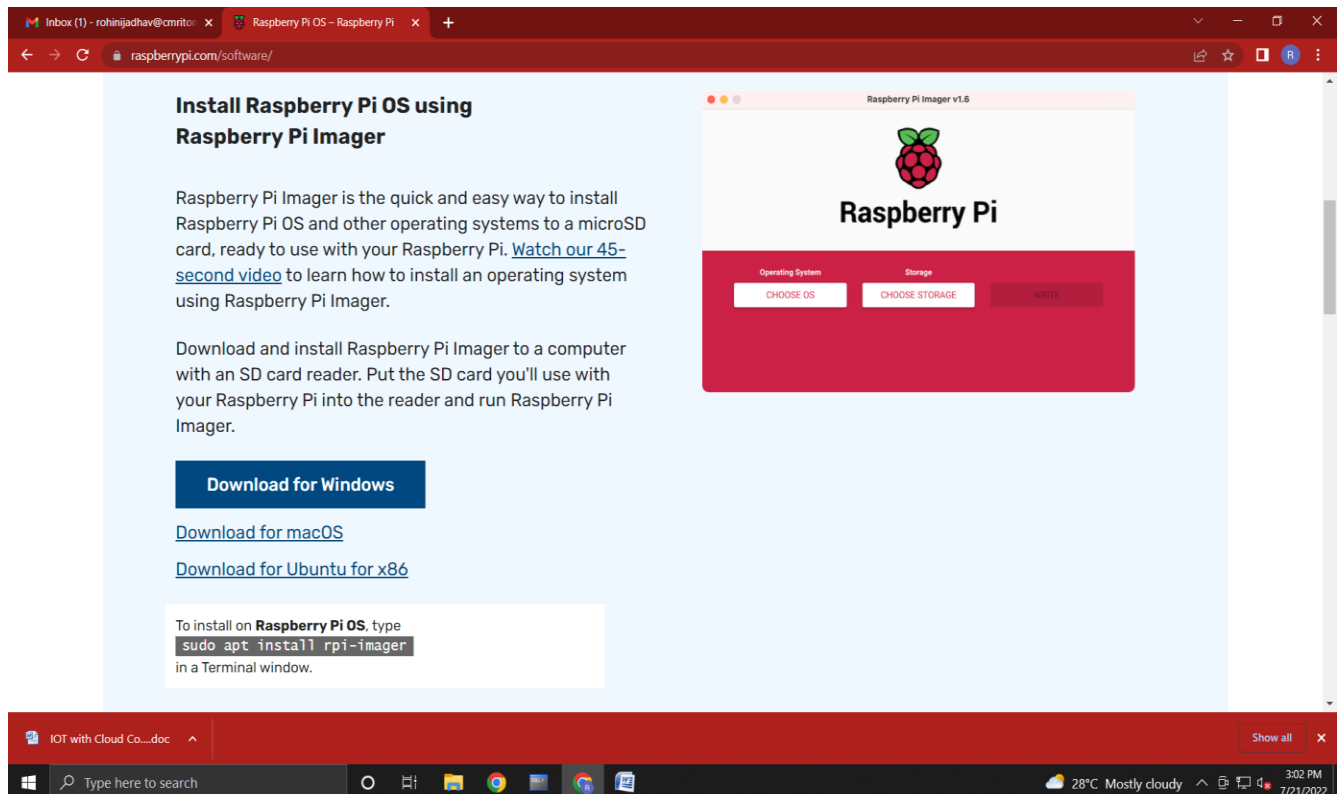 Inbox (1) - rohinijadhav@cmriton
Raspberry Pi OS – Raspberry Pi
raspberrypi.com/software/
R
Install Raspberry Pi OS using
Raspberry Pi Imager
Raspberry Pi Imager is the quick and easy way to install
Raspberry Pi OS and other operating systems to a microSD
card, ready to use with your Raspberry Pi. Watch our 45-
second video to learn how to install an operating system
using Raspberry Pi Imager.
Download and install Raspberry Pi Imager to a computer
with an SD card reader. Put the SD card you'll use with
your Raspberry Pi into the reader and run Raspberry Pi
Imager.
Download for Windows
Download for macOS
Download for Ubuntu for x86
To install on Raspberry Pi OS, type
sudo apt install rpi-imager
in a Terminal window.
Raspberry Pi Imager v1.6
Raspberry Pi
Operating System
Storage
CHOOSE OS
CHOOSE STORAGE
WRITE
IOT with Cloud Co....doc
Show all
Type here to search
28°C Mostly cloudy
3:02 PM
7/21/2022